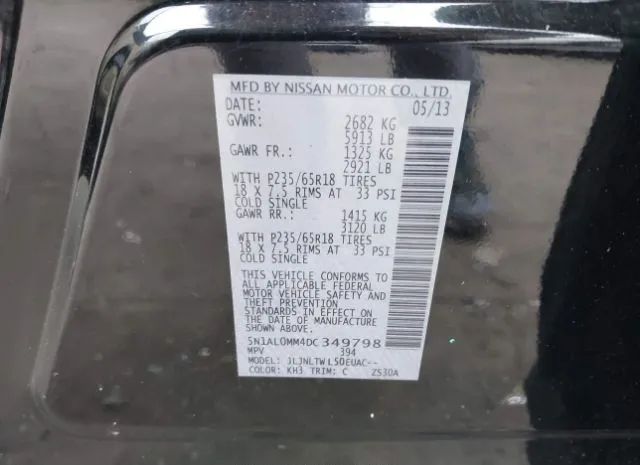 MFD BY NISSAN MOTOR CO., LTD.
DATE: 05/13
GVWR: 2682 KG
5913 LB
GAWR FR.: 1325 KG
2921 LB
WITH P235/65R18 TIRES
18 X 7.5 RIMS AT 33 PSI
COLD SINGLE
GAWR RR.: 1415 KG
3120 LB
WITH P235/65R18 TIRES
18 X 7.5 RIMS AT 33 PSI
COLD SINGLE
THIS VEHICLE CONFORMS TO
ALL APPLICABLE FEDERAL
MOTOR VEHICLE SAFETY AND
THEFT PREVENTION
STANDARDS IN EFFECT ON
THE DATE OF MANUFACTURE
SHOWN ABOVE.
5N1AL0MM4DC349798
MPV 394
MODEL: JLJNLTWL50EUAC--
COLOR: KH3 TRIM: C ZS30A